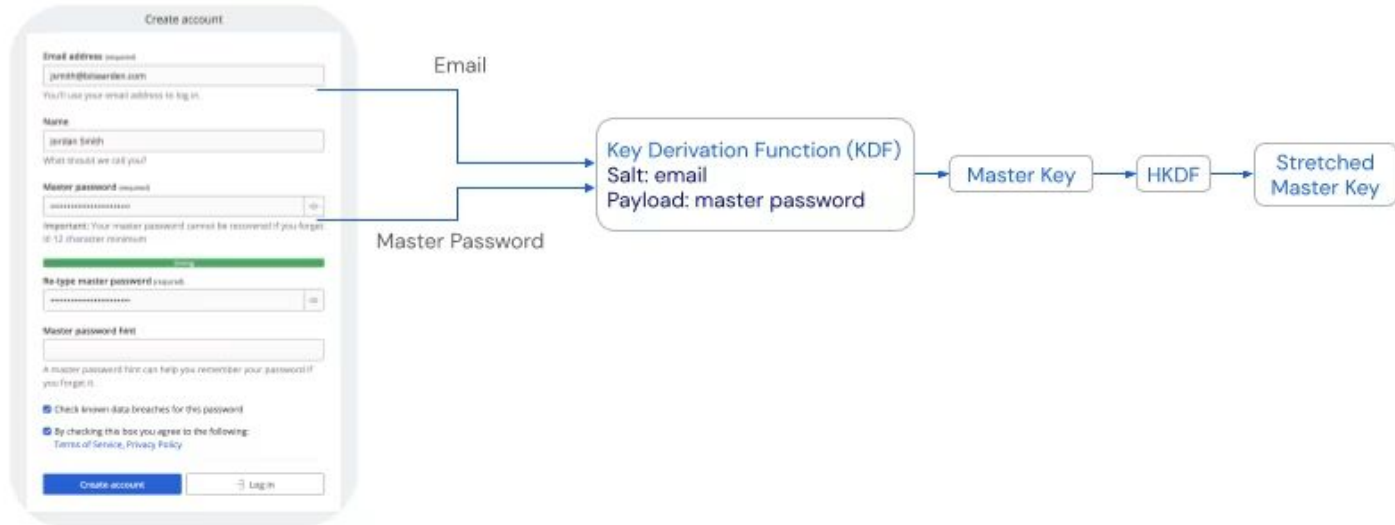 Create account
Email address (required)
jsmith@bitwarden.com
You'll use your email address to log in.
Name
Jordan Smith
What should we call you?
Master password (required)
Important: Your master password cannot be recovered if you forget
it! 12 character minimum
Strong
Re-type master password (required)
Master password hint
A master password hint can help you remember your password if
you forget it.
Check known data breaches for this password
By checking this box you agree to the following:
Terms of Service, Privacy Policy
Create account
Log in
Email
Master Password
Key Derivation Function (KDF)
Salt: email
Payload: master password
Master Key
HKDF
Stretched
Master Key